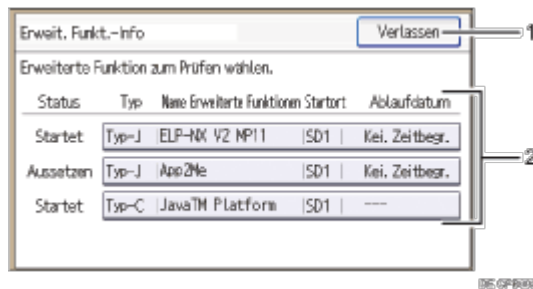 Erweit. Funkt.-Info
Verlassen
1
Erweiterte Funktion zum Prüfen wählen.
Status Typ Name Erweiterte Funktionen Startort Ablaufdatum
Startet Typ-J |ELP-NX V2 MP11 |SD1 | Kei. Zeitbegr.
2
Aussetzen Typ-J |App2Me |SD1 | Kei. Zeitbegr.
Startet Typ-C |JavaTM Platform |SD1 | ---